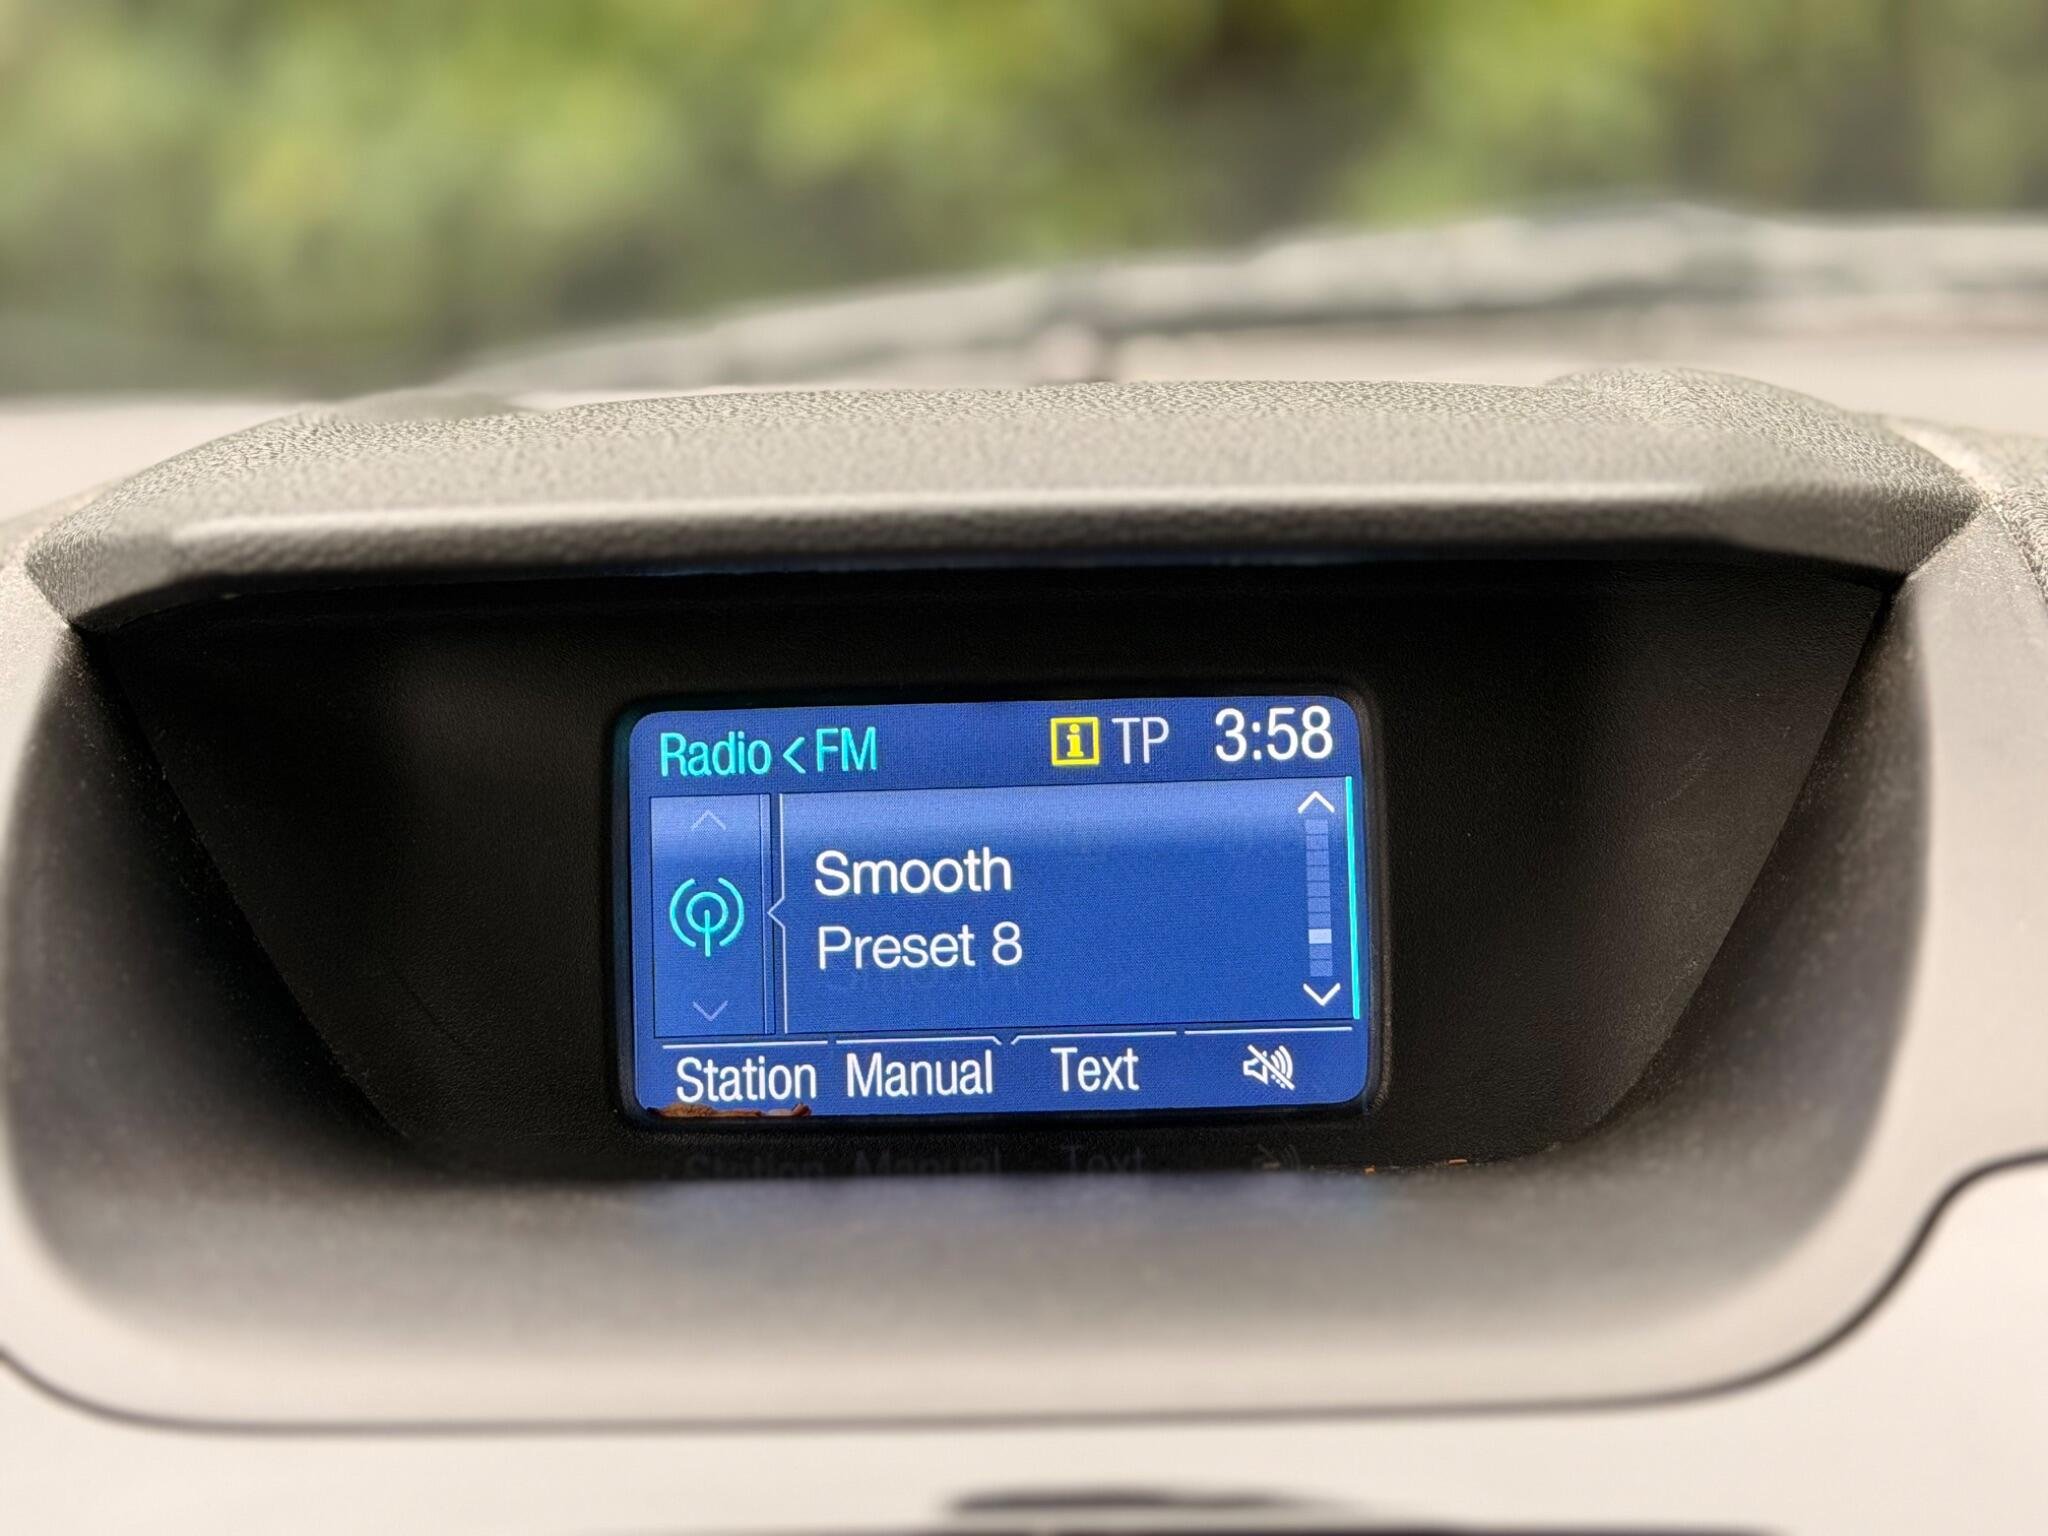 Radio < FM
i TP 3:58
Smooth
Preset 8
Station Manual Text